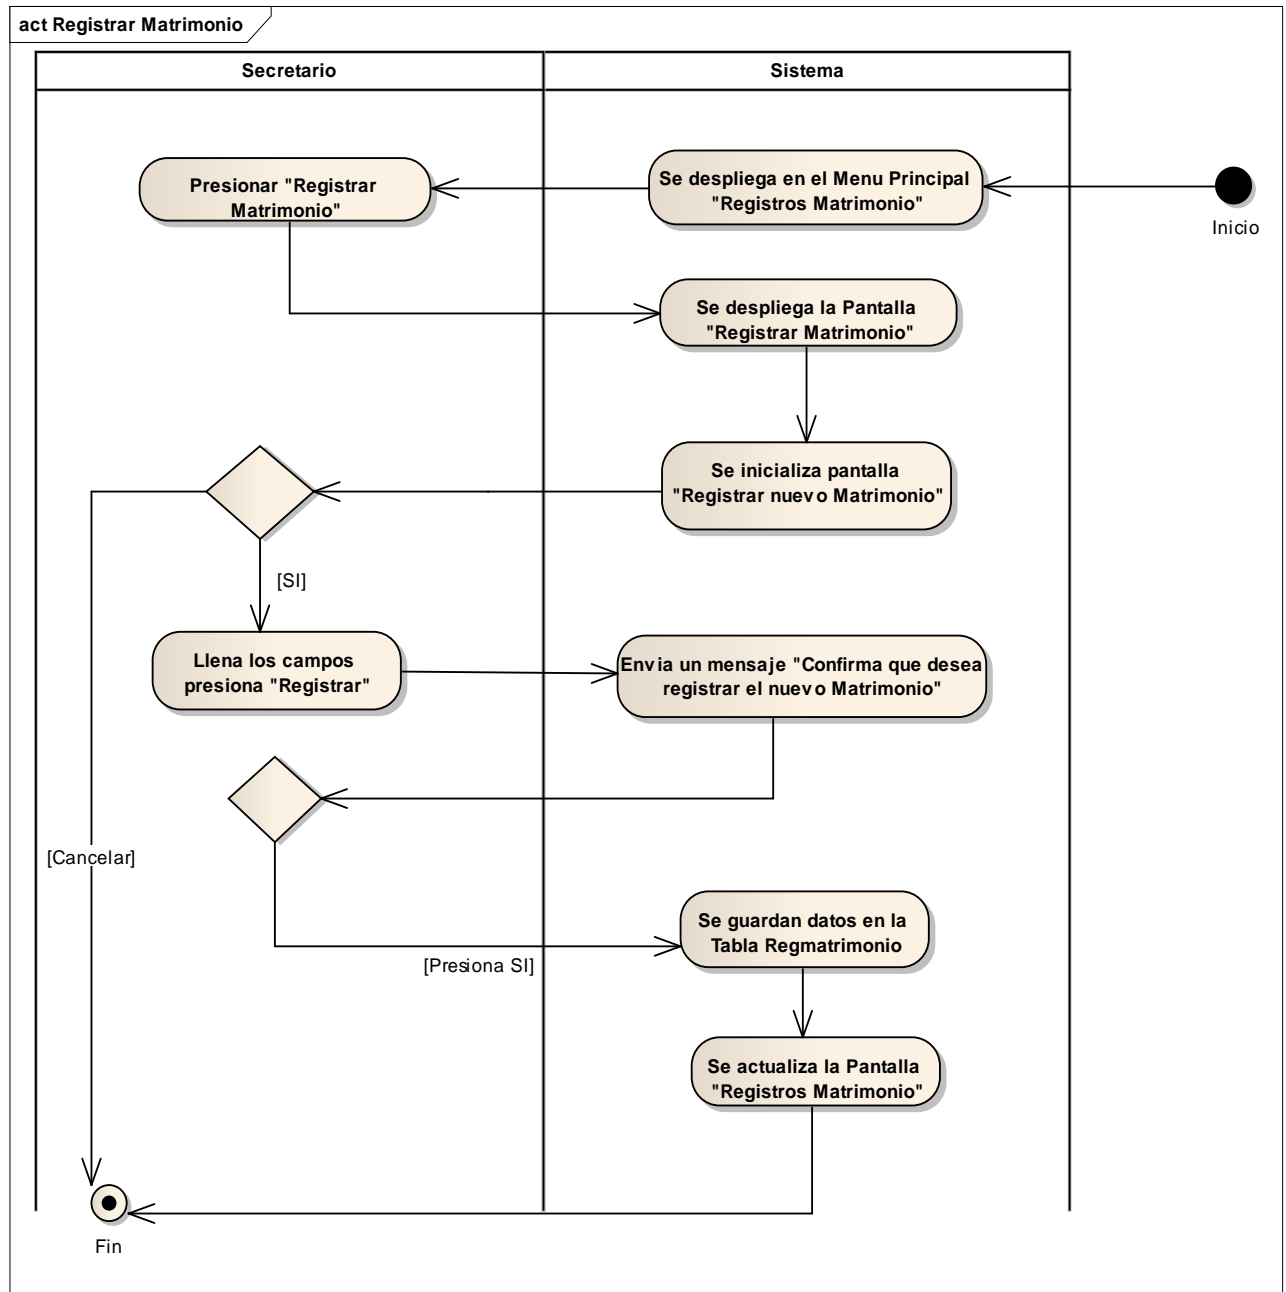 act Registrar Matrimonio
Secretario
Sistema
Presionar "Registrar
Matrimonio"
Se despliega en el Menu Principal
"Registros Matrimonio"
Inicio
Se despliega la Pantalla
"Registrar Matrimonio"
Se inicializa pantalla
"Registrar nuevo Matrimonio"
[SI]
Llena los campos
presiona "Registrar"
Envia un mensaje "Confirma que desea
registrar el nuevo Matrimonio"
[Cancelar]
Se guardan datos en la
Tabla Regmatrimonio
[Presiona SI]
Se actualiza la Pantalla
"Registros Matrimonio"
Fin